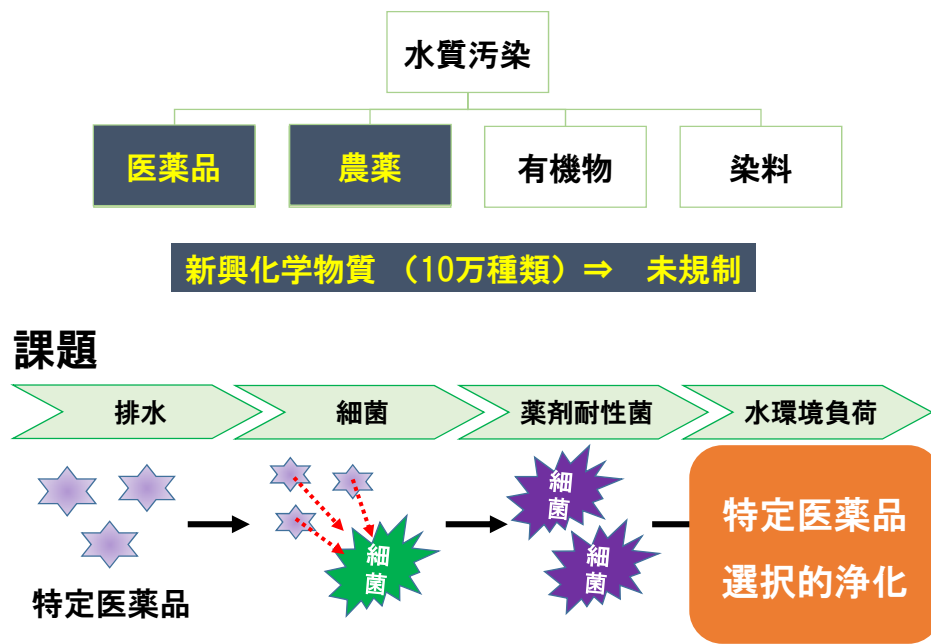 水質汚染
医薬品
農薬
有機物
染料
新興化学物質 （10万種類）⇒ 未規制
課題
排水
細菌
薬剤耐性菌
水環境負荷
細菌
細菌
細菌
特定医薬品
特定医薬品
選択的浄化